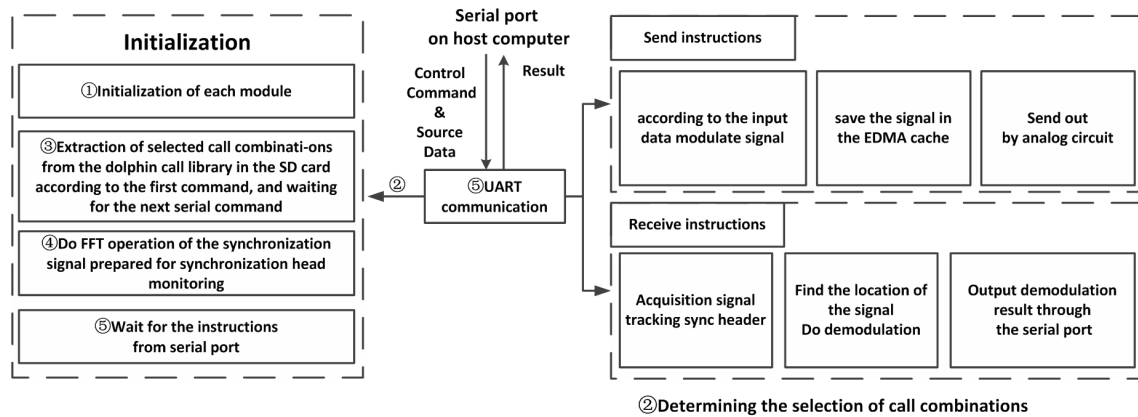 Initialization
①Initialization of each module
③Extraction of selected call combinati-ons
from the dolphin call library in the SD card
according to the first command, and waiting
for the next serial command
④Do FFT operation of the synchronization
signal prepared for synchronization head
monitoring
⑤Wait for the instructions
from serial port
Serial port
on host computer
Control
Command
&
Source
Data
Result
②
⑤UART
communication
Send instructions
according to the input
data modulate signal
save the signal in
the EDMA cache
Send out
by analog circuit
Receive instructions
Acquisition signal
tracking sync header
Find the location of
the signal
Do demodulation
Output demodulation
result through
the serial port
②Determining the selection of call combinations